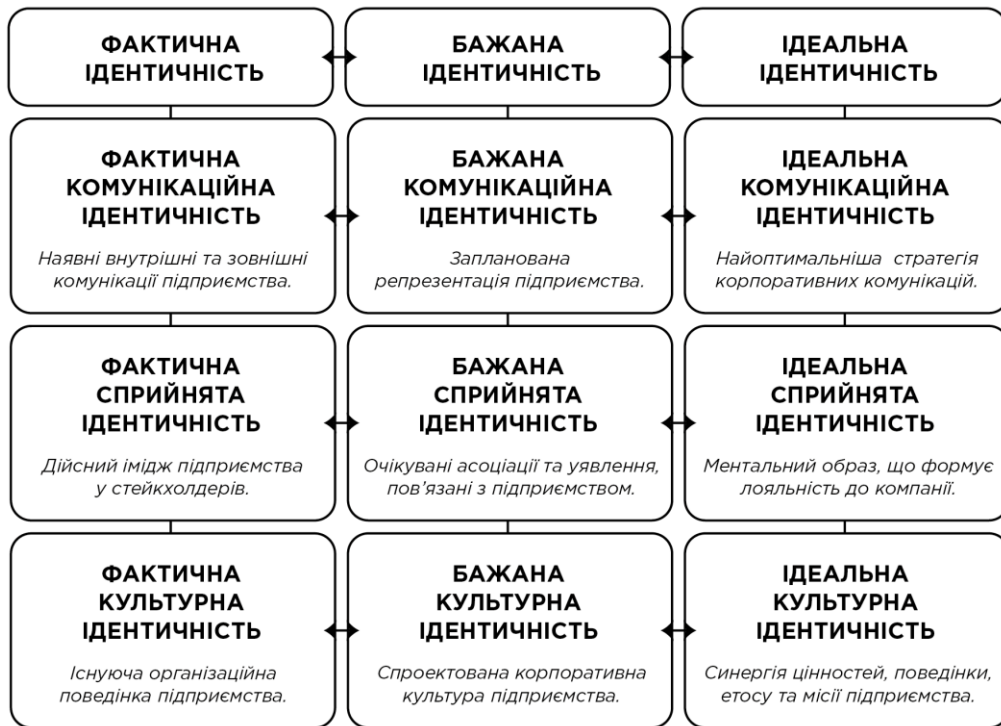 ФАКТИЧНА
ІДЕНТИЧНІСТЬ
БАЖАНА
ІДЕНТИЧНІСТЬ
ІДЕАЛЬНА
ІДЕНТИЧНІСТЬ
ФАКТИЧНА
КОМУНІКАЦІЙНА
ІДЕНТИЧНІСТЬ
Наявні внутрішні та зовнішні
комунікації підприємства.
БАЖАНА
КОМУНІКАЦІЙНА
ІДЕНТИЧНІСТЬ
Запланована
репрезентація підприємства.
ІДЕАЛЬНА
КОМУНІКАЦІЙНА
ІДЕНТИЧНІСТЬ
Найоптимальніша стратегія
корпоративних комунікацій.
ФАКТИЧНА
СПРИЙНЯТА
ІДЕНТИЧНІСТЬ
Дійсний імідж підприємства
у стейкхолдерів.
БАЖАНА
СПРИЙНЯТА
ІДЕНТИЧНІСТЬ
Очікувані асоціації та уявлення,
пов’язані з підприємством.
ІДЕАЛЬНА
СПРИЙНЯТА
ІДЕНТИЧНІСТЬ
Ментальний образ, що формує
лояльність до компанії.
ФАКТИЧНА
КУЛЬТУРНА
ІДЕНТИЧНІСТЬ
Існуюча організаційна
поведінка підприємства.
БАЖАНА
КУЛЬТУРНА
ІДЕНТИЧНІСТЬ
Спроектована корпоративна
культура підприємства.
ІДЕАЛЬНА
КУЛЬТУРНА
ІДЕНТИЧНІСТЬ
Синергія цінностей, поведінки,
етосу та місії підприємства.